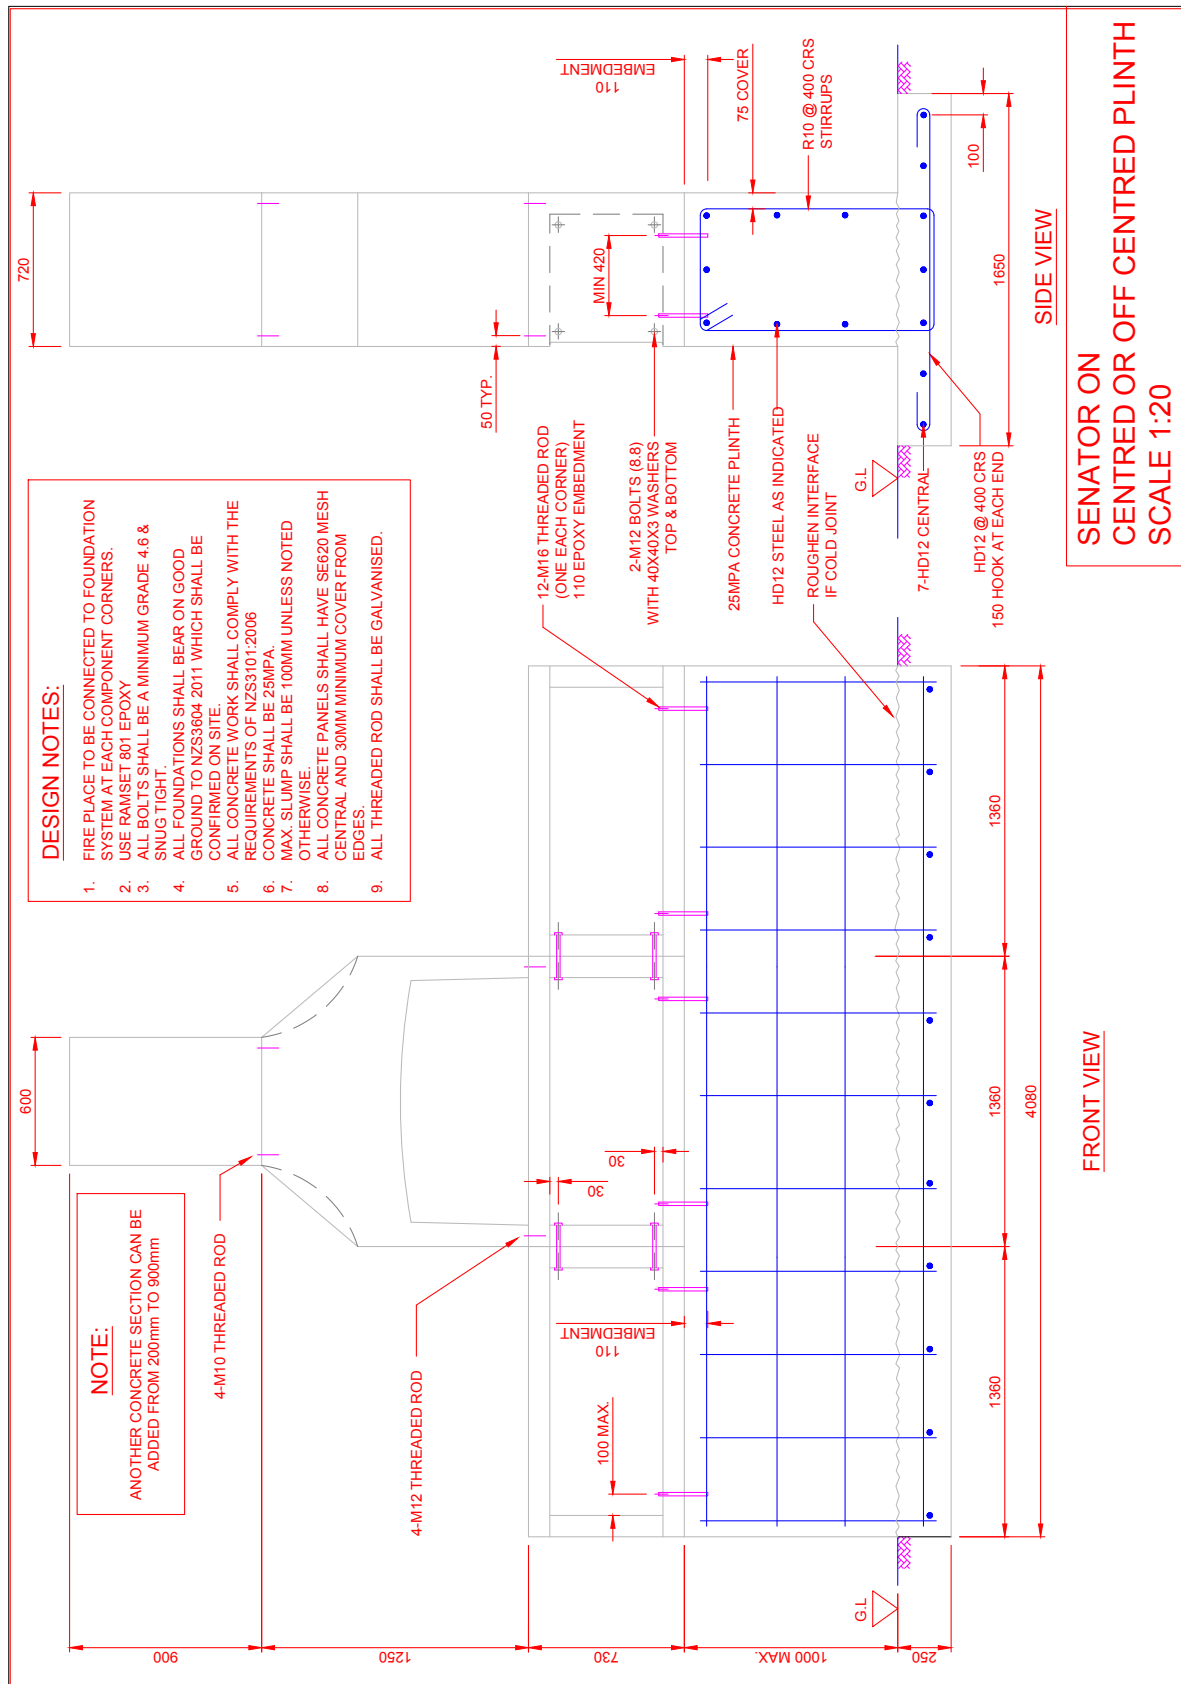 NOTE:
ANOTHER CONCRETE SECTION CAN BE
ADDED FROM 200mm TO 900mm
DESIGN NOTES:
1. FIRE PLACE TO BE CONNECTED TO FOUNDATION
SYSTEM AT EACH COMPONENT CORNERS.
2. USE RAMSET 801 EPOXY
3. ALL BOLTS SHALL BE A MINIMUM GRADE 4.6 &
SNUG TIGHT.
4. ALL FOUNDATIONS SHALL BEAR ON GOOD
GROUND TO NZS3604 2011 WHICH SHALL BE
CONFIRMED ON SITE.
5. ALL CONCRETE WORK SHALL COMPLY WITH THE
REQUIREMENTS OF NZS3101:2006
6. CONCRETE SHALL BE 25MPA.
7. MAX. SLUMP SHALL BE 100MM UNLESS NOTED
OTHERWISE.
8. ALL CONCRETE PANELS SHALL HAVE SE620 MESH
CENTRAL AND 30MM MINIMUM COVER FROM
EDGES.
9. ALL THREADED ROD SHALL BE GALVANISED.
600
720
900
1250
730
1000 MAX.
250
4-M10 THREADED ROD
4-M12 THREADED ROD
100 MAX.
110
EMBEDMENT
30
30
50 TYP.
MIN 420
110
EMBEDMENT
12-M16 THREADED ROD
(ONE EACH CORNER)
110 EPOXY EMBEDMENT
2-M12 BOLTS (8.8)
WITH 40X40X3 WASHERS
TOP & BOTTOM
25MPA CONCRETE PLINTH
HD12 STEEL AS INDICATED
ROUGHEN INTERFACE
IF COLD JOINT
75 COVER
R10 @ 400 CRS
STIRRUPS
G.L
G.L
7-HD12 CENTRAL
HD12 @ 400 CRS
150 HOOK AT EACH END
100
1650
1360
1360
1360
4080
FRONT VIEW
SIDE VIEW
SENATOR ON
CENTRED OR OFF CENTRED PLINTH
SCALE 1:20